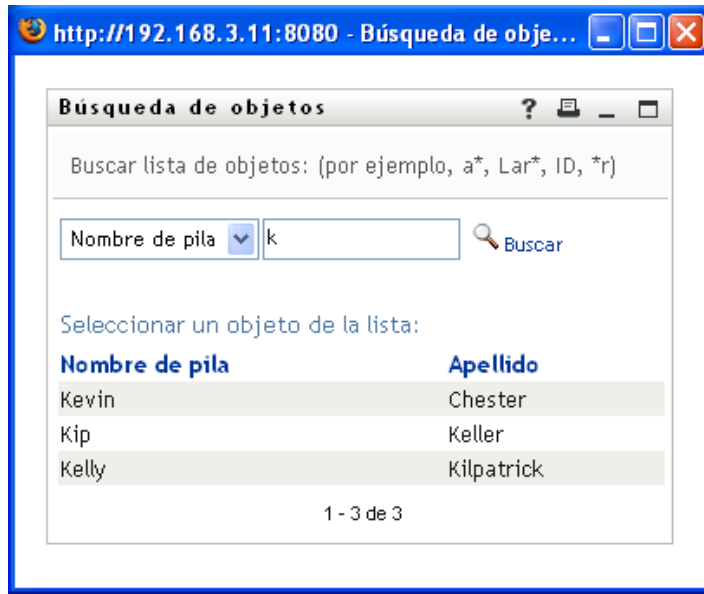 http://192.168.3.11:8080 - Búsqueda de obje...
Búsqueda de objetos ?
Buscar lista de objetos: (por ejemplo, a*, Lar*, ID, *r)
Nombre de pila k Buscar
Seleccionar un objeto de la lista:
Nombre de pila Apellido
Kevin Chester
Kip Keller
Kelly Kilpatrick
1 - 3 de 3